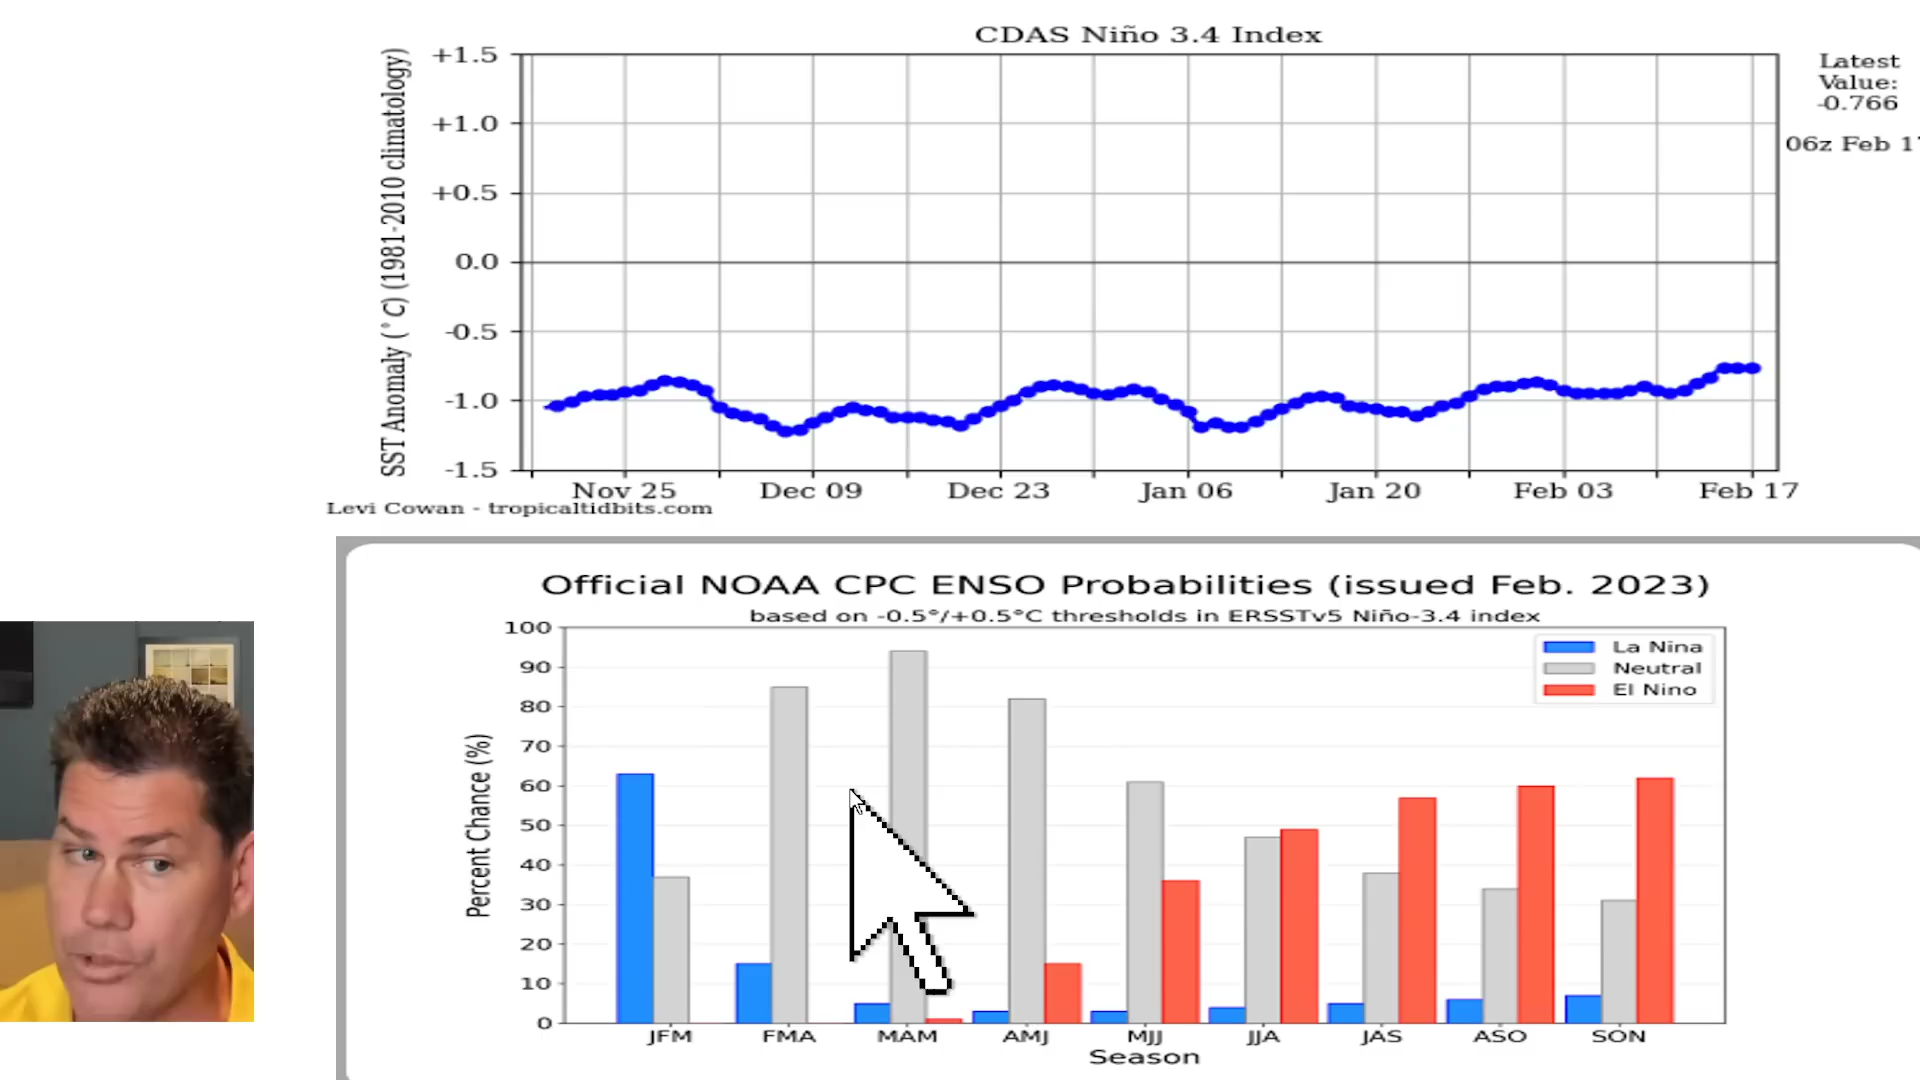 CDAS Niño 3.4 Index
SST Anomaly (°C) (1981-2010 climatology)
+1.5
+1.0
+0.5
0.0
-0.5
-1.0
-1.5
Nov 25 Dec 09 Dec 23 Jan 06 Jan 20 Feb 03 Feb 17
Levi Cowan - tropicaltidbits.com
Latest
Value:
-0.766
06z Feb 17
Official NOAA CPC ENSO Probabilities (issued Feb. 2023)
based on -0.5°/+0.5°C thresholds in ERSSTv5 Niño-3.4 index
Percent Chance (%)
100
90
80
70
60
50
40
30
20
10
0
La Nina
Neutral
El Nino
JFM FMA MAM AMJ MJJ JJA JAS ASO SON
Season